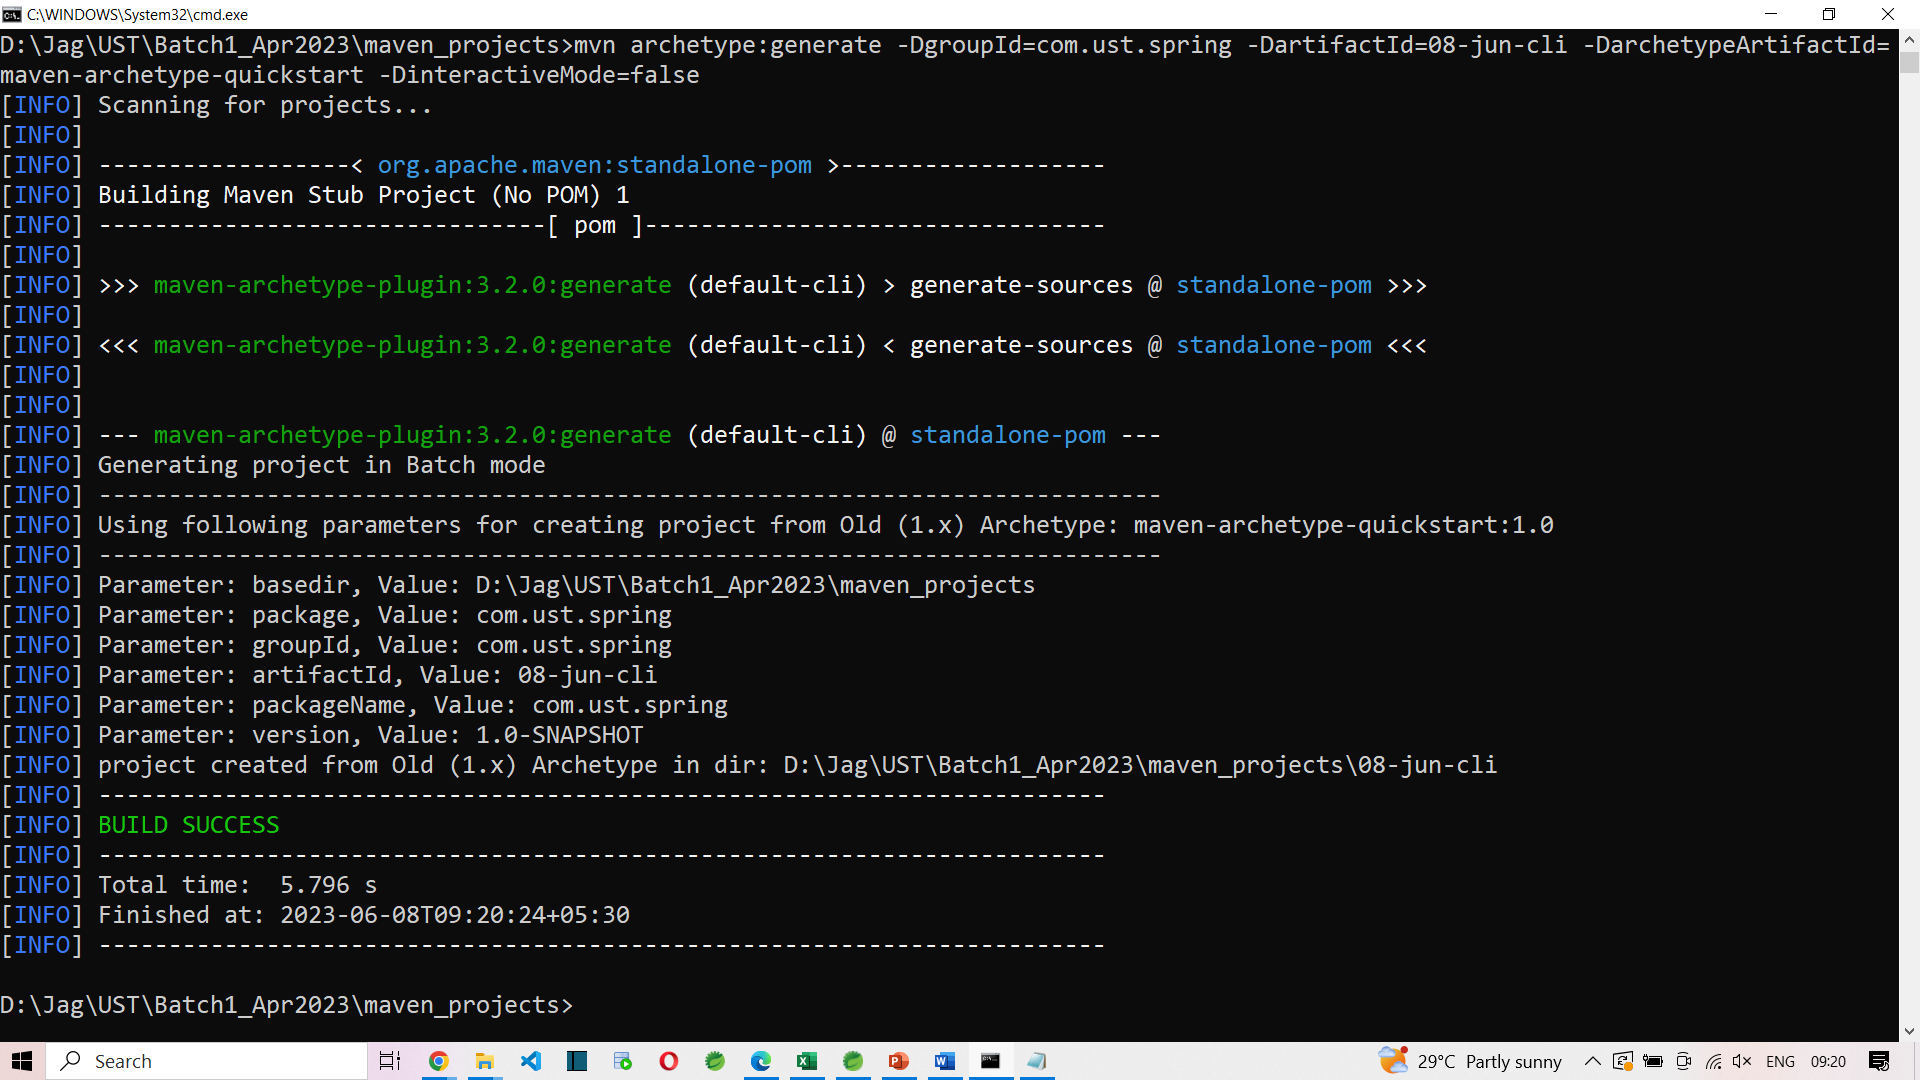 C:\WINDOWS\System32\cmd.exe
D:\Jag\UST\Batch1_Apr2023\maven_projects>mvn archetype:generate -DgroupId=com.ust.spring -DartifactId=08-jun-cli -DarchetypeArtifactId=
maven-archetype-quickstart -DinteractiveMode=false
[INFO] Scanning for projects...
[INFO]
[INFO] ------------------< org.apache.maven:standalone-pom >-------------------
[INFO] Building Maven Stub Project (No POM) 1
[INFO] --------------------------------[ pom ]---------------------------------
[INFO]
[INFO] >>> maven-archetype-plugin:3.2.0:generate (default-cli) > generate-sources @ standalone-pom >>>
[INFO]
[INFO] <<< maven-archetype-plugin:3.2.0:generate (default-cli) < generate-sources @ standalone-pom <<<
[INFO]
[INFO]
[INFO] --- maven-archetype-plugin:3.2.0:generate (default-cli) @ standalone-pom ---
[INFO] Generating project in Batch mode
[INFO] ----------------------------------------------------------------------------
[INFO] Using following parameters for creating project from Old (1.x) Archetype: maven-archetype-quickstart:1.0
[INFO] ----------------------------------------------------------------------------
[INFO] Parameter: basedir, Value: D:\Jag\UST\Batch1_Apr2023\maven_projects
[INFO] Parameter: package, Value: com.ust.spring
[INFO] Parameter: groupId, Value: com.ust.spring
[INFO] Parameter: artifactId, Value: 08-jun-cli
[INFO] Parameter: packageName, Value: com.ust.spring
[INFO] Parameter: version, Value: 1.0-SNAPSHOT
[INFO] project created from Old (1.x) Archetype in dir: D:\Jag\UST\Batch1_Apr2023\maven_projects\08-jun-cli
[INFO] ------------------------------------------------------------------------
[INFO] BUILD SUCCESS
[INFO] ------------------------------------------------------------------------
[INFO] Total time:  5.796 s
[INFO] Finished at: 2023-06-08T09:20:24+05:30
[INFO] ------------------------------------------------------------------------
D:\Jag\UST\Batch1_Apr2023\maven_projects>
Search 29°C Partly sunny ENG 09:20